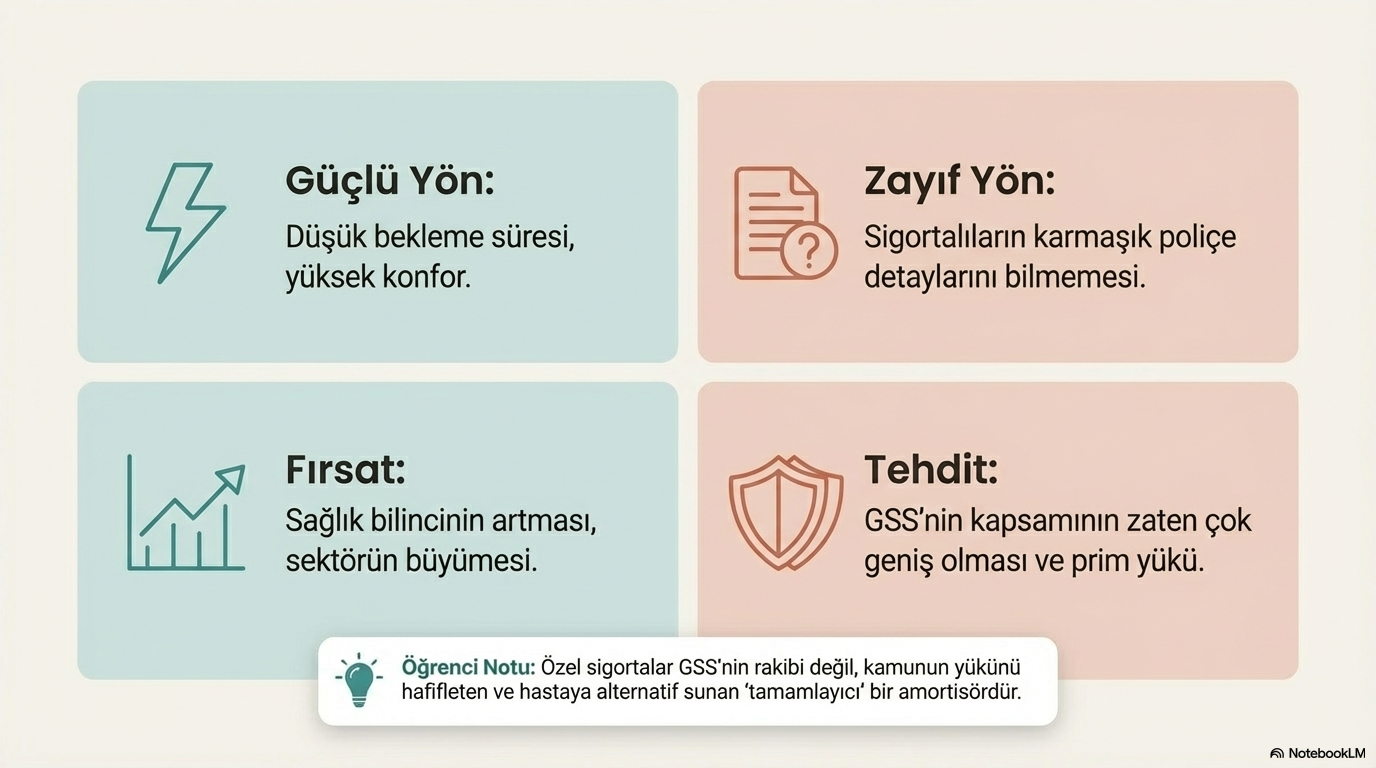 Güçlü Yön:
Düşük bekleme süresi,
yüksek konfor.
?
Zayıf Yön:
Sigortalıların karmaşık poliçe
detaylarını bilmemesi.
Fırsat:
Sağlık bilincinin artması,
sektörün büyümesi.
Tehdit:
GSS'nin kapsamının zaten çok
geniş olması ve prim yükü.
Öğrenci Notu: Özel sigortalar GSS'nin rakibi değil, kamunun yükünü
hafifleten ve hastaya alternatif sunan ‘tamamlayıcı‘ bir amortisördür.
NotebookLM